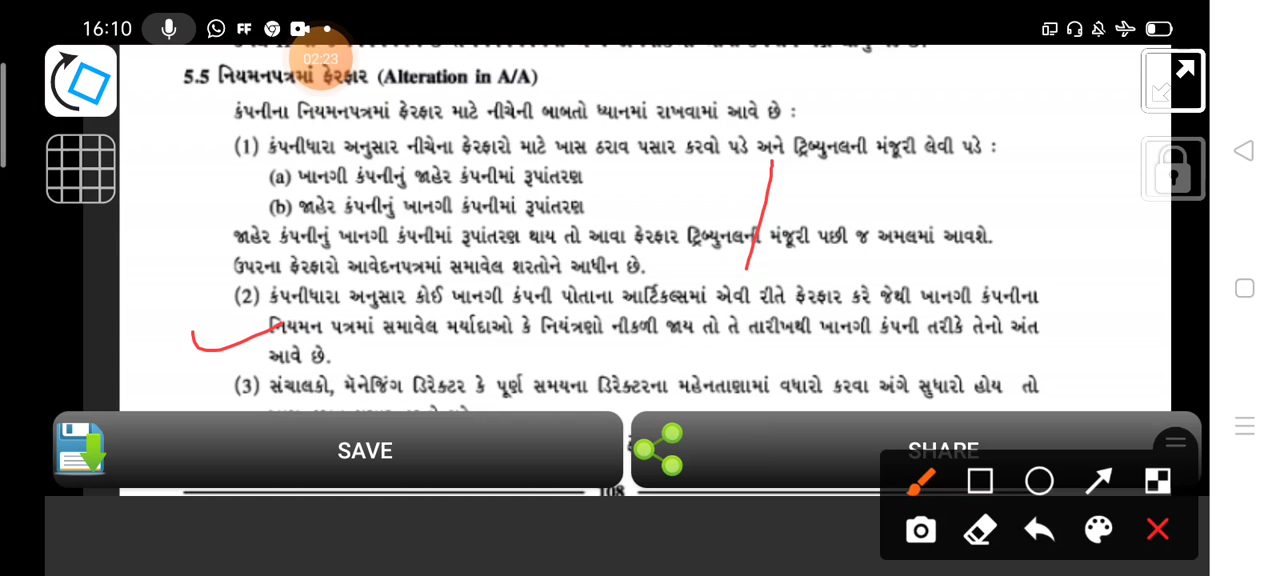 16:10
FF
02:23
5.5 નિયમનપત્રમાં ફેરફાર (Alteration in A/A)
કંપનીના નિયમનપત્રમાં ફેરફાર માટે નીચેની બાબતો ધ્યાનમાં રાખવામાં આવે છે :
(1) કંપનીધારા અનુસાર નીચેના ફેરફારો માટે ખાસ ઠરાવ પસાર કરવો પડે અને ટ્રિબ્યુનલની મંજૂરી લેવી પડે :
(a) ખાનગી કંપનીનું જાહેર કંપનીમાં રૂપાંતરણ
(b) જાહેર કંપનીનું ખાનગી કંપનીમાં રૂપાંતરણ
જાહેર કંપનીનું ખાનગી કંપનીમાં રૂપાંતરણ થાય તો આવા ફેરફાર ટ્રિબ્યુનલની મંજૂરી પછી જ અમલમાં આવશે.
ઉપરના ફેરફારો આવેદનપત્રમાં સમાવેલ શરતોને આધીન છે.
(2) કંપનીધારા અનુસાર કોઈ ખાનગી કંપની પોતાના આર્ટિકલ્સમાં એવી રીતે ફેરફાર કરે જેથી ખાનગી કંપનીના
નિયમન પત્રમાં સમાવેલ મર્યાદાઓ કે નિયંત્રણો નીકળી જાય તો તે તારીખથી ખાનગી કંપની તરીકે તેનો અંત
આવે છે.
(3) સંચાલકો, મૅનેજિંગ ડિરેક્ટર કે પૂર્ણ સમયના ડિરેક્ટરના મહેનતાણામાં વધારો કરવા અંગે સુધારો હોય તો
SAVE
SHARE
108